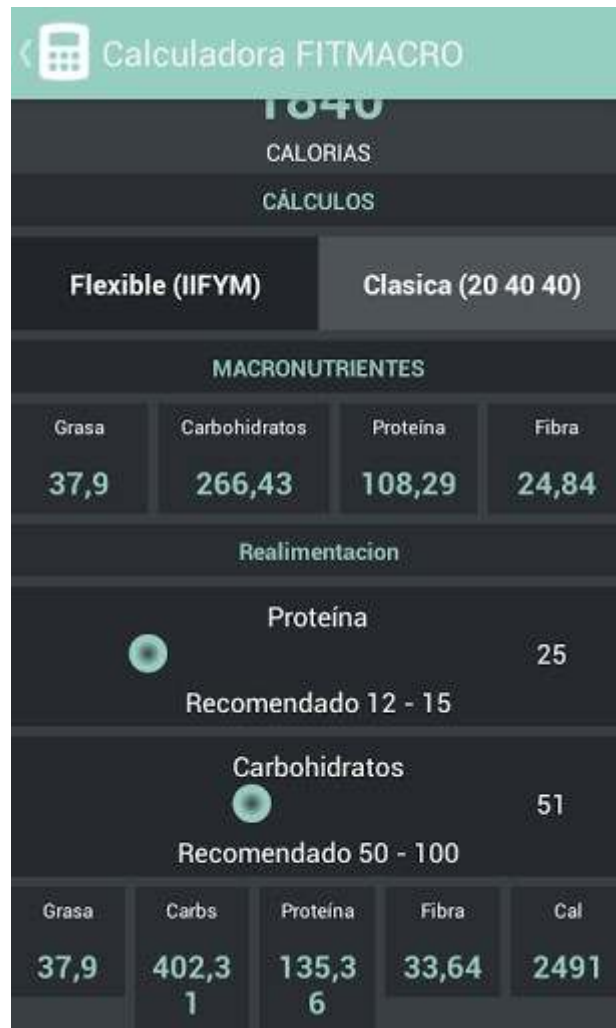 Calculadora FITMACRO
1840
CALORIAS
CÁLCULOS
Flexible (IIFYM) Clasica (20 40 40)
MACRONUTRIENTES
Grasa Carbohidratos Proteína Fibra
37,9 266,43 108,29 24,84
Realimentacion
Proteína
25
Recomendado 12 - 15
Carbohidratos
51
Recomendado 50 - 100
Grasa Carbs Proteína Fibra Cal
37,9 402,3 135,3 33,64 2491
1 6